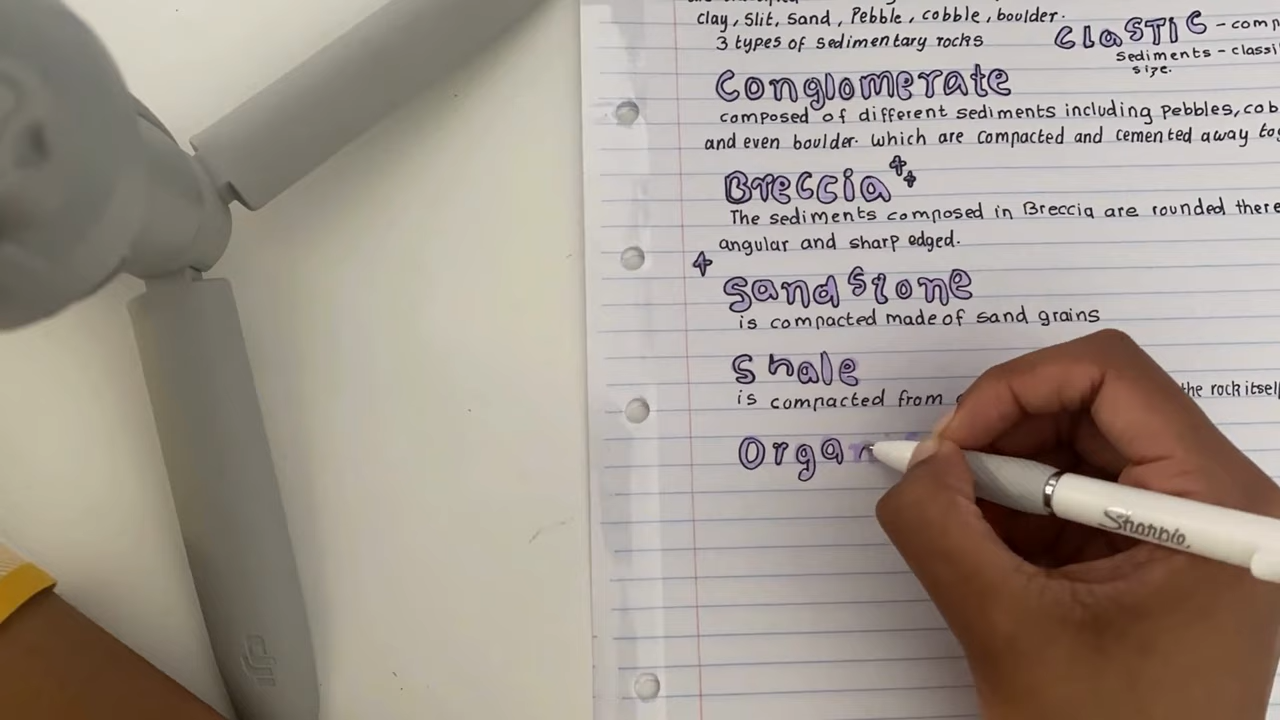 clay, Slit, Sand, Pebble, cobble, boulder.
3 types of sedimentary rocks
CLaSTIC - comp
Sediments - classi
size.
Conglomerate
composed of different sediments including pebbles, cob
and even boulder. which are compacted and cemented away tog
Breccia
The sediments composed in Breccia are rounded there
angular and sharp edged.
Sandstone
is compacted made of sand grains
Shale
is compacted from the rock itself
Organ
Sharpie.